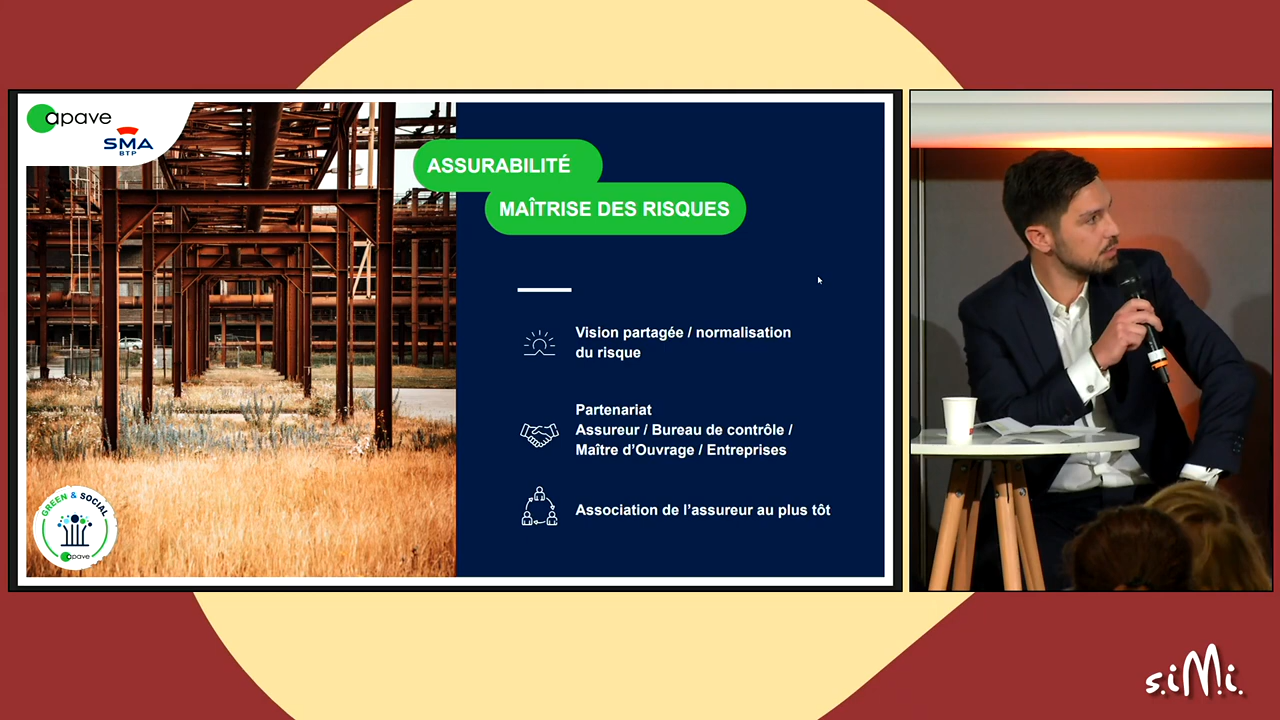 apave
SMA
BTP
ASSURABILITÉ
MAÎTRISE DES RISQUES
Vision partagée / normalisation
du risque
Partenariat
Assureur / Bureau de contrôle /
Maître d'Ouvrage / Entreprises
Association de l'assureur au plus tôt
GREEN & SOCIAL
apave
s.iMi.